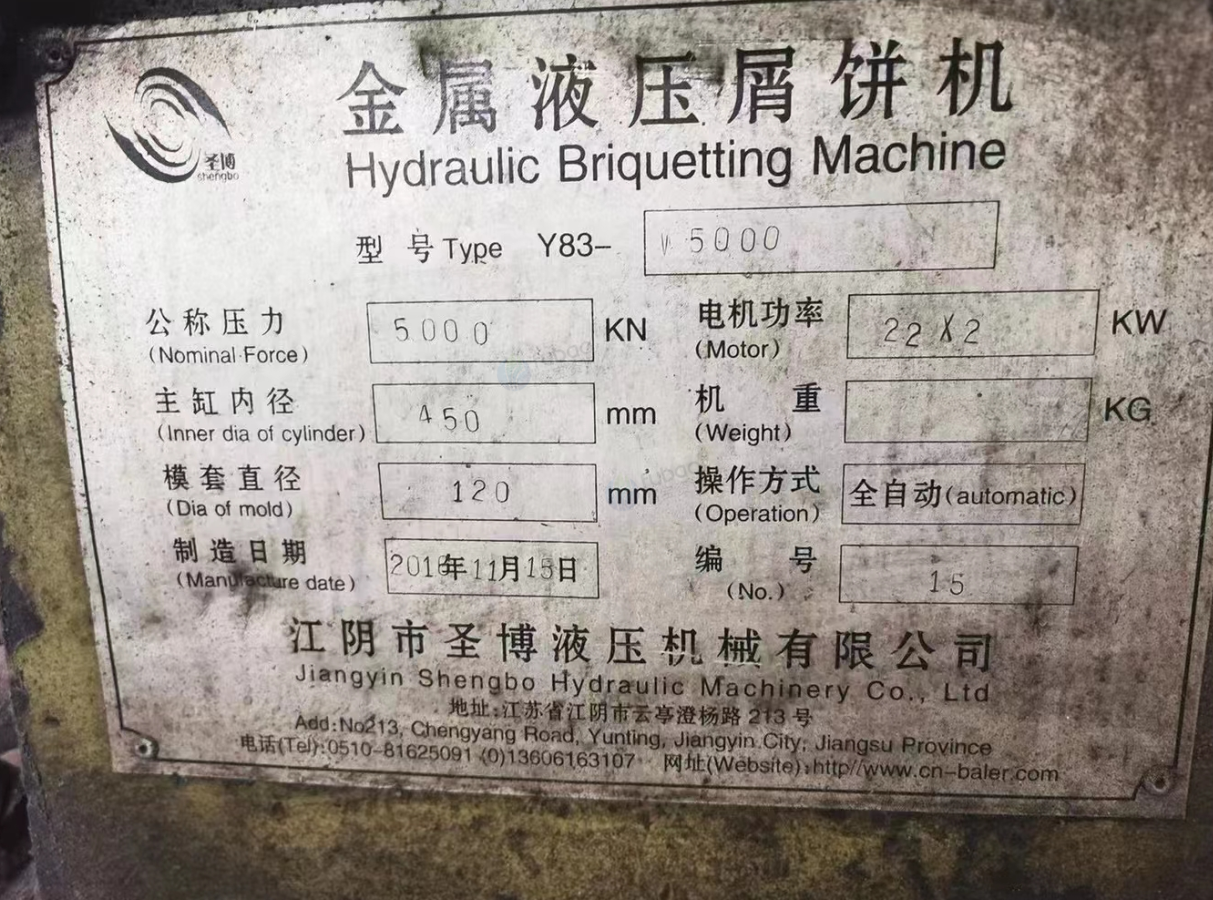 圣博
shengbo
金属液压屑饼机
Hydraulic Briquetting Machine
型 号 Type Y83- W 5000
公称压力 5000 KN 电机功率 22X2 KW
(Nominal Force) (Motor)
主缸内径 450 mm 机 重 KG
(Inner dia of cylinder) (Weight)
模套直径 120 mm 操作方式 全自动(automatic)
(Dia of mold) (Operation)
制造日期 2018年11月15日 编 号 15
(Manufacture date) (No.)
江阴市圣博液压机械有限公司
Jiangyin Shengbo Hydraulic Machinery Co., Ltd
地址:江苏省江阴市云亭澄杨路 213 号
Add:No213, Chengyang Road, Yunting, Jiangyin City, Jiangsu Province
电话(Tel):0510-81625091 (0)13606163107 网址(Website):http//www.cn-baler.com